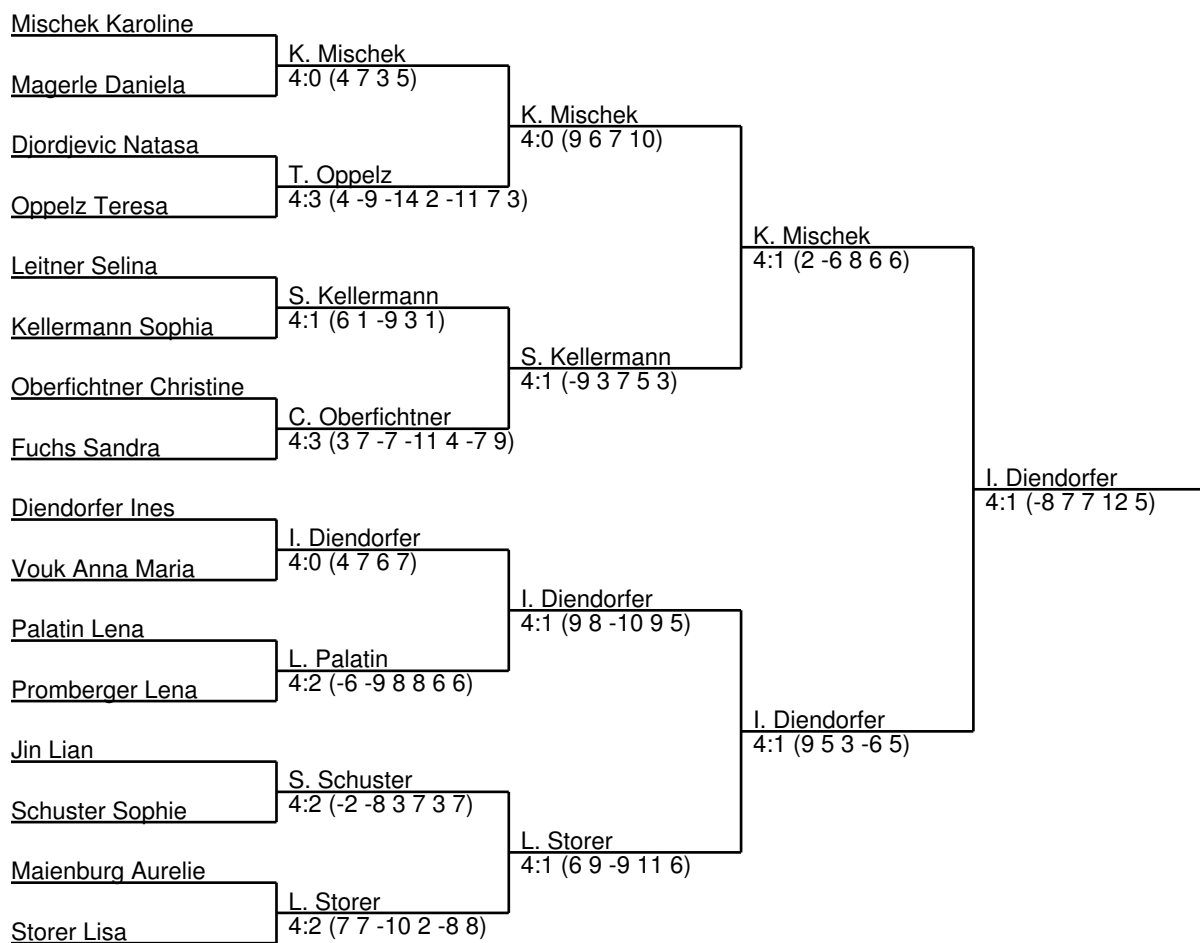 Mischek Karoline
K. Mischek
4:0 (4 7 3 5)
Magerle Daniela
K. Mischek
4:0 (9 6 7 10)
Djordjevic Natasa
T. Oppelz
4:3 (4 -9 -14 2 -11 7 3)
Oppelz Teresa
K. Mischek
4:1 (2 -6 8 6 6)
Leitner Selina
S. Kellermann
4:1 (6 1 -9 3 1)
Kellermann Sophia
S. Kellermann
4:1 (-9 3 7 5 3)
Oberfichtner Christine
C. Oberfichtner
4:3 (3 7 -7 -11 4 -7 9)
Fuchs Sandra
I. Diendorfer
4:1 (-8 7 7 12 5)
Diendorfer Ines
I. Diendorfer
4:0 (4 7 6 7)
Vouk Anna Maria
I. Diendorfer
4:1 (9 8 -10 9 5)
Palatin Lena
L. Palatin
4:2 (-6 -9 8 8 6 6)
Promberger Lena
I. Diendorfer
4:1 (9 5 3 -6 5)
Jin Lian
S. Schuster
4:2 (-2 -8 3 7 3 7)
Schuster Sophie
L. Storer
4:1 (6 9 -9 11 6)
Maienburg Aurelie
L. Storer
4:2 (7 7 -10 2 -8 8)
Storer Lisa